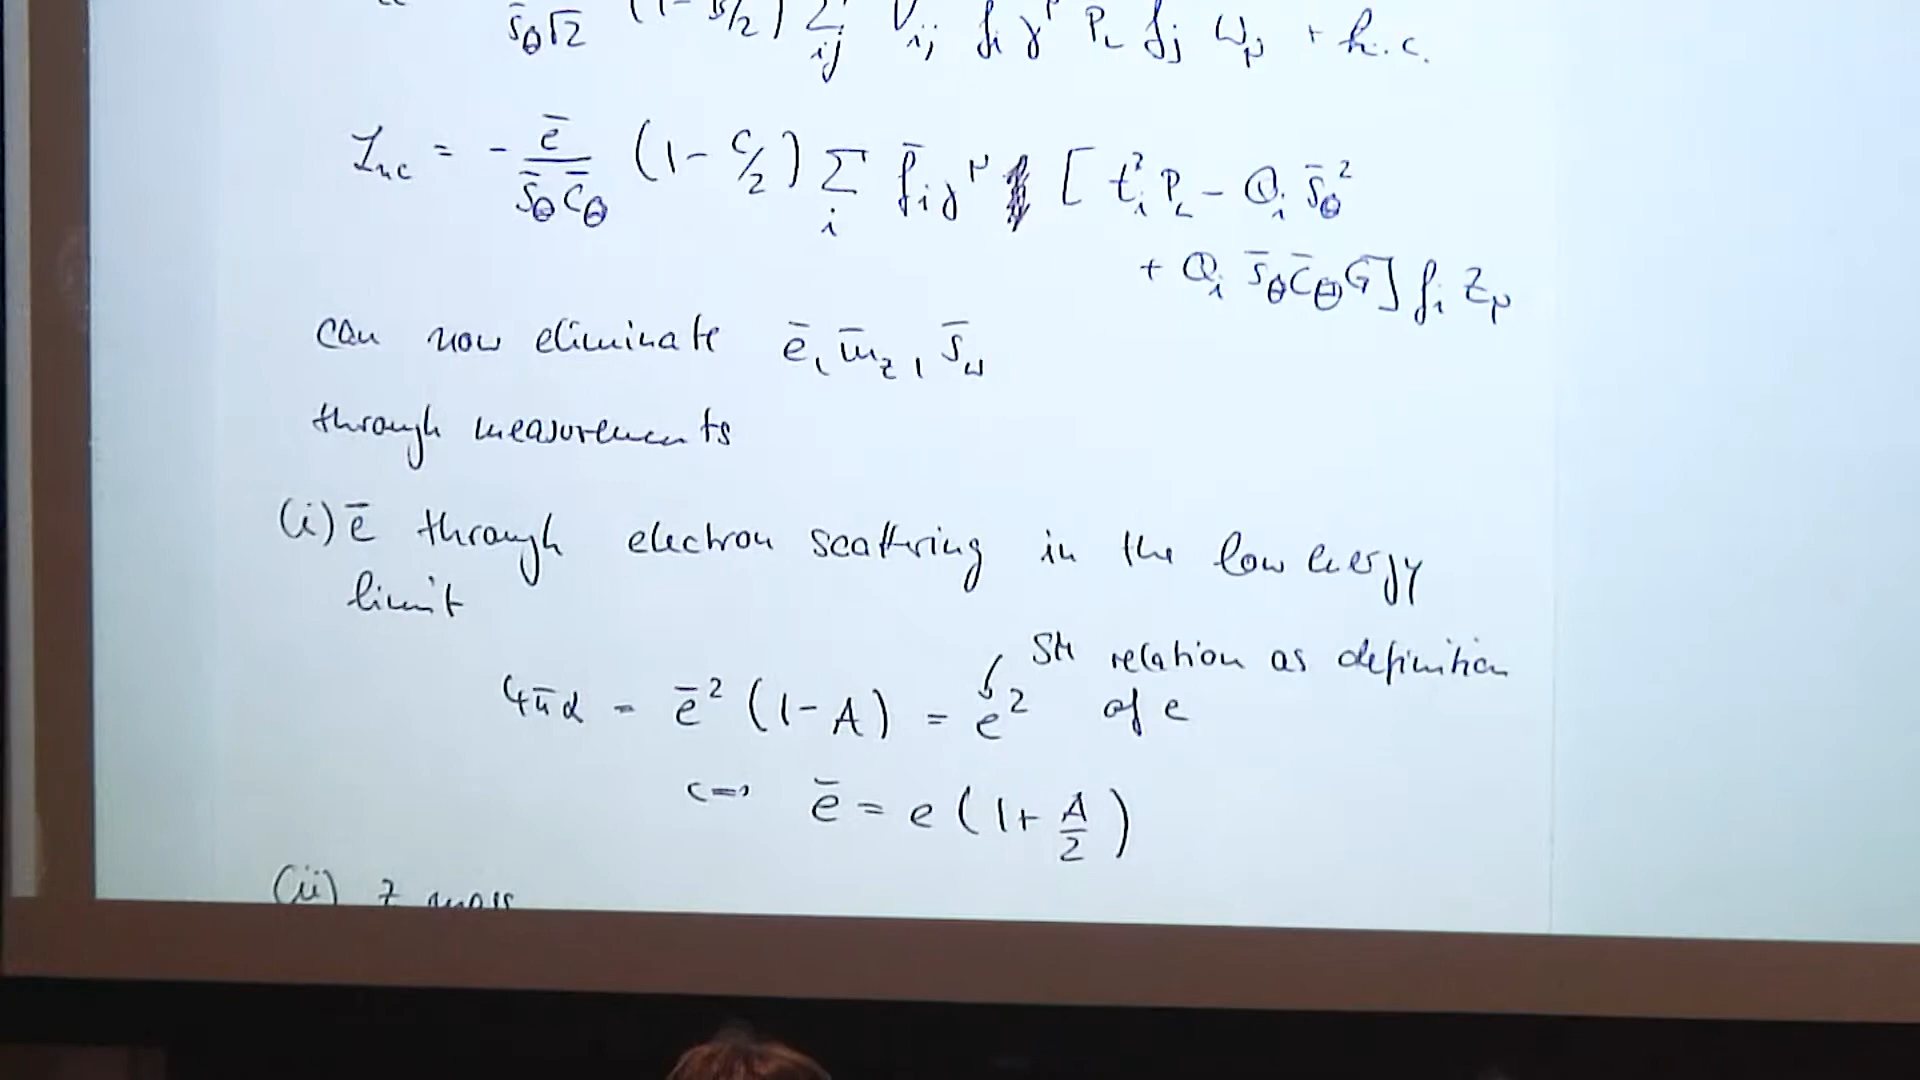 s̄θ√2 (1-B/2) Σij Vij f̄i γ^μ PL fj Wμ + h.c.
ℒnc = - ē/(s̄θ c̄θ) (1- C/2) Σi f̄i γ^μ [ ti³ PL - Qi s̄θ²
+ Qi s̄θ c̄θ G] fi Zμ
can now eliminate ē, m̄z, s̄w
through measurements
(i) ē through electron scattering in the low energy
limit
SM relation as definition
4πα = ē² (1-A) = e² of e
⟺ ē = e (1+ A/2)
(ii) Z mass